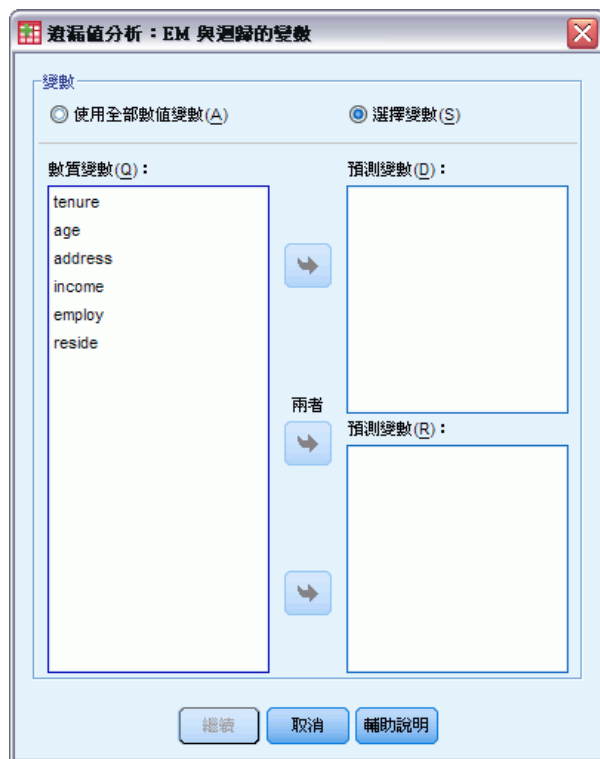 遺漏值分析：EM 與迴歸的變數
變數
使用全部數值變數(A)
選擇變數(S)
數質變數(Q)：
預測變數(D)：
tenure
age
address
income
employ
reside
兩者
預測變數(R)：
繼續
取消
輔助說明